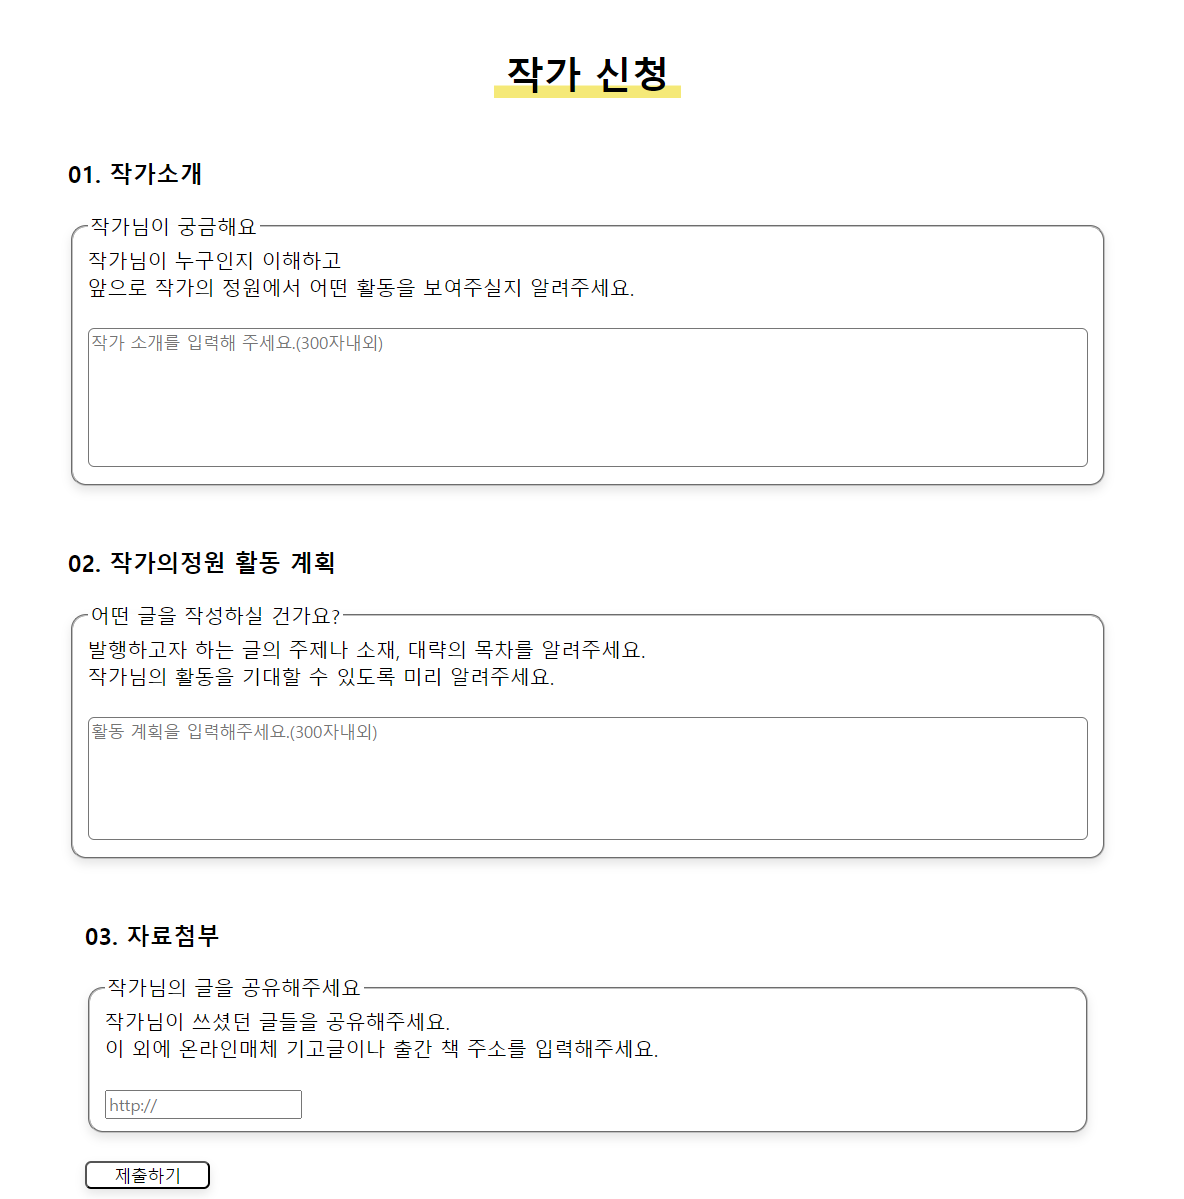 작가 신청
01. 작가소개
작가님이 궁금해요
작가님이 누구인지 이해하고
앞으로 작가의 정원에서 어떤 활동을 보여주실지 알려주세요.
작가 소개를 입력해 주세요.(300자내외)
02. 작가의정원 활동 계획
어떤 글을 작성하실 건가요?
발행하고자 하는 글의 주제나 소재, 대략의 목차를 알려주세요.
작가님의 활동을 기대할 수 있도록 미리 알려주세요.
활동 계획을 입력해주세요.(300자내외)
03. 자료첨부
작가님의 글을 공유해주세요
작가님이 쓰셨던 글들을 공유해주세요.
이 외에 온라인매체 기고글이나 출간 책 주소를 입력해주세요.
http://
제출하기